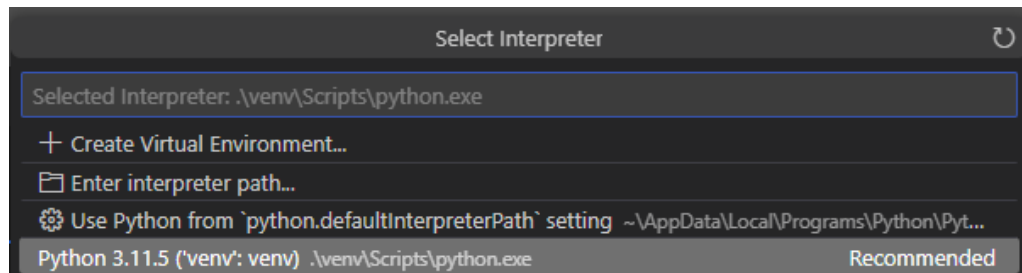 Select Interpreter
Selected Interpreter: .\venv\Scripts\python.exe
Create Virtual Environment...
Enter interpreter path...
Use Python from `python.defaultInterpreterPath` setting ~\AppData\Local\Programs\Python\Pyt...
Python 3.11.5 ('venv': venv) .\venv\Scripts\python.exe Recommended